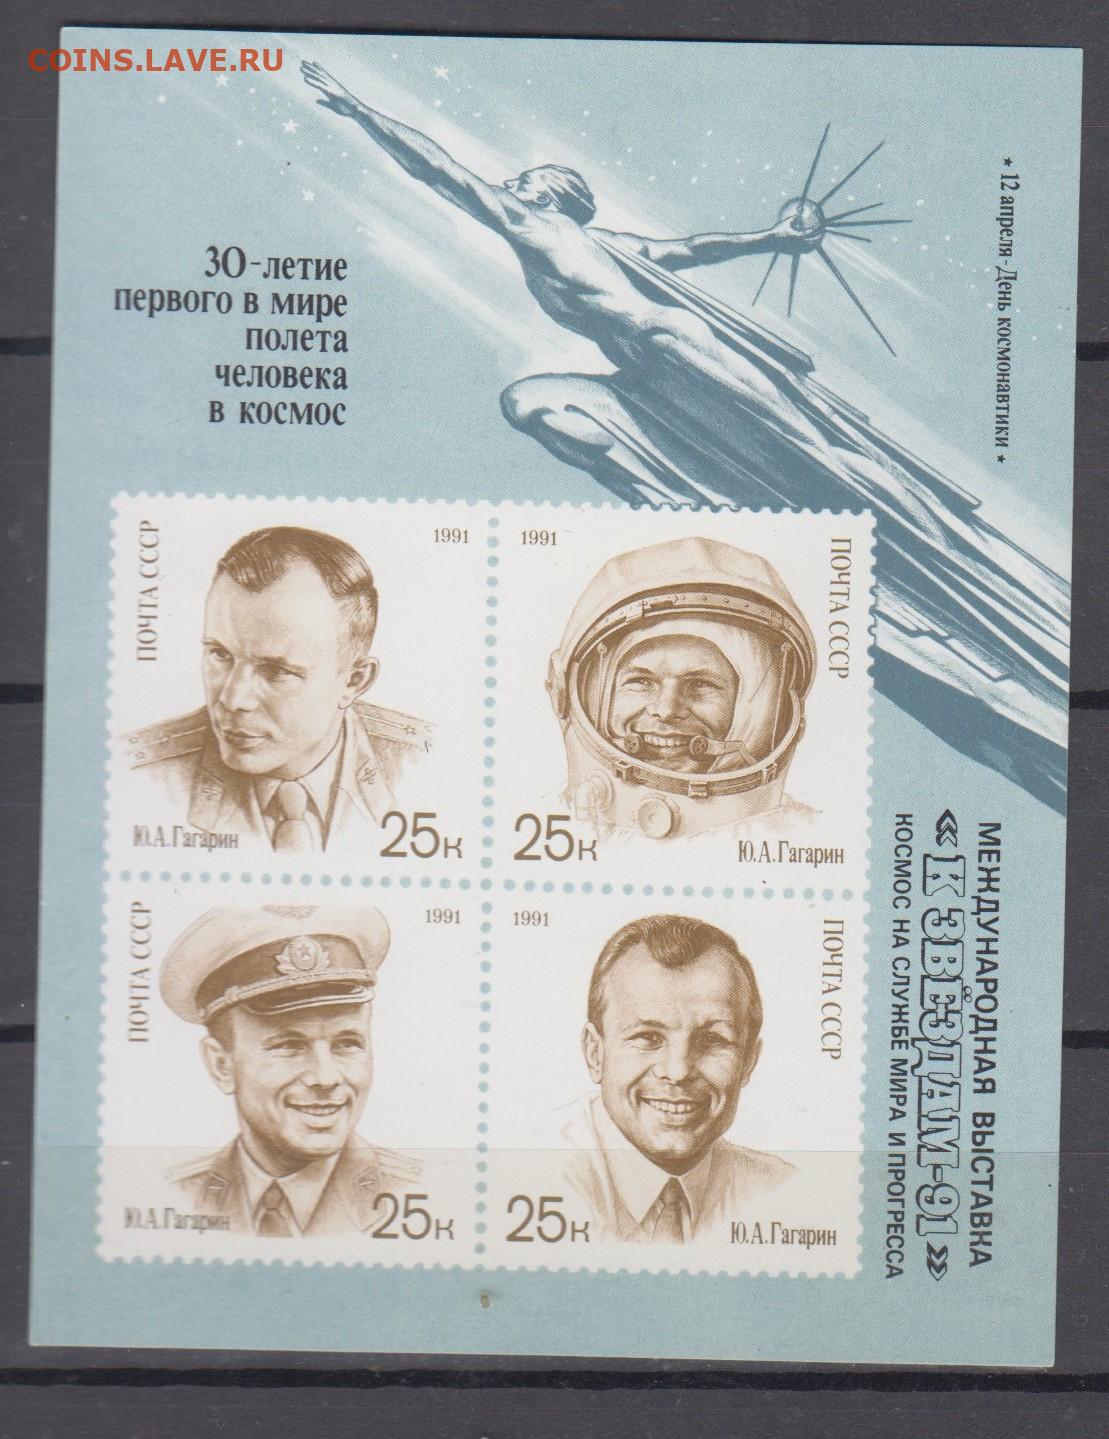 COINS.LAVE.RU
* 12 апреля-День космонавтики *
30-летие
первого в мире
полета
человека
в космос
ПОЧТА СССР
1991
Ю.А.Гагарин
25к
1991
ПОЧТА СССР
25к
Ю.А.Гагарин
ПОЧТА СССР
1991
Ю.А.Гагарин
25к
1991
ПОЧТА СССР
25к
Ю.А.Гагарин
МЕЖДУНАРОДНАЯ ВЫСТАВКА
«К ЗВЁЗДАМ-91»
КОСМОС НА СЛУЖБЕ МИРА И ПРОГРЕССА